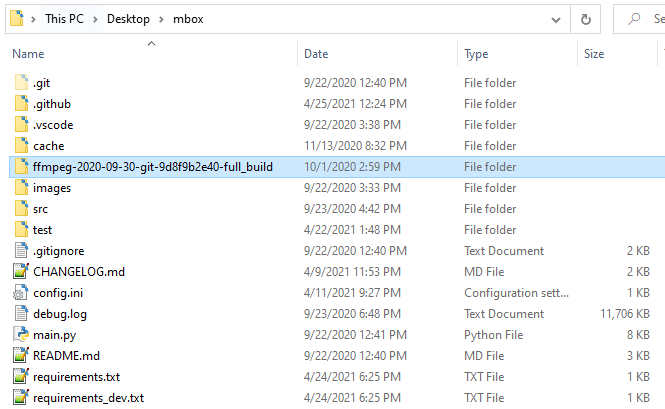 This PC > Desktop > mbox Se
Name Date Type Size
.git 9/22/2020 12:40 PM File folder
.github 4/25/2021 12:24 PM File folder
.vscode 9/22/2020 3:38 PM File folder
cache 11/13/2020 8:32 PM File folder
ffmpeg-2020-09-30-git-9d8f9b2e40-full_build 10/1/2020 2:59 PM File folder
images 9/22/2020 3:33 PM File folder
src 9/23/2020 4:42 PM File folder
test 4/22/2021 1:48 PM File folder
.gitignore 9/22/2020 12:40 PM Text Document 2 KB
CHANGELOG.md 4/9/2021 11:53 PM MD File 2 KB
config.ini 4/11/2021 9:27 PM Configuration sett... 1 KB
debug.log 9/23/2020 6:48 PM Text Document 11,706 KB
main.py 9/22/2020 12:41 PM Python File 8 KB
README.md 9/22/2020 12:40 PM MD File 3 KB
requirements.txt 4/24/2021 6:25 PM TXT File 1 KB
requirements_dev.txt 4/24/2021 6:25 PM TXT File 1 KB